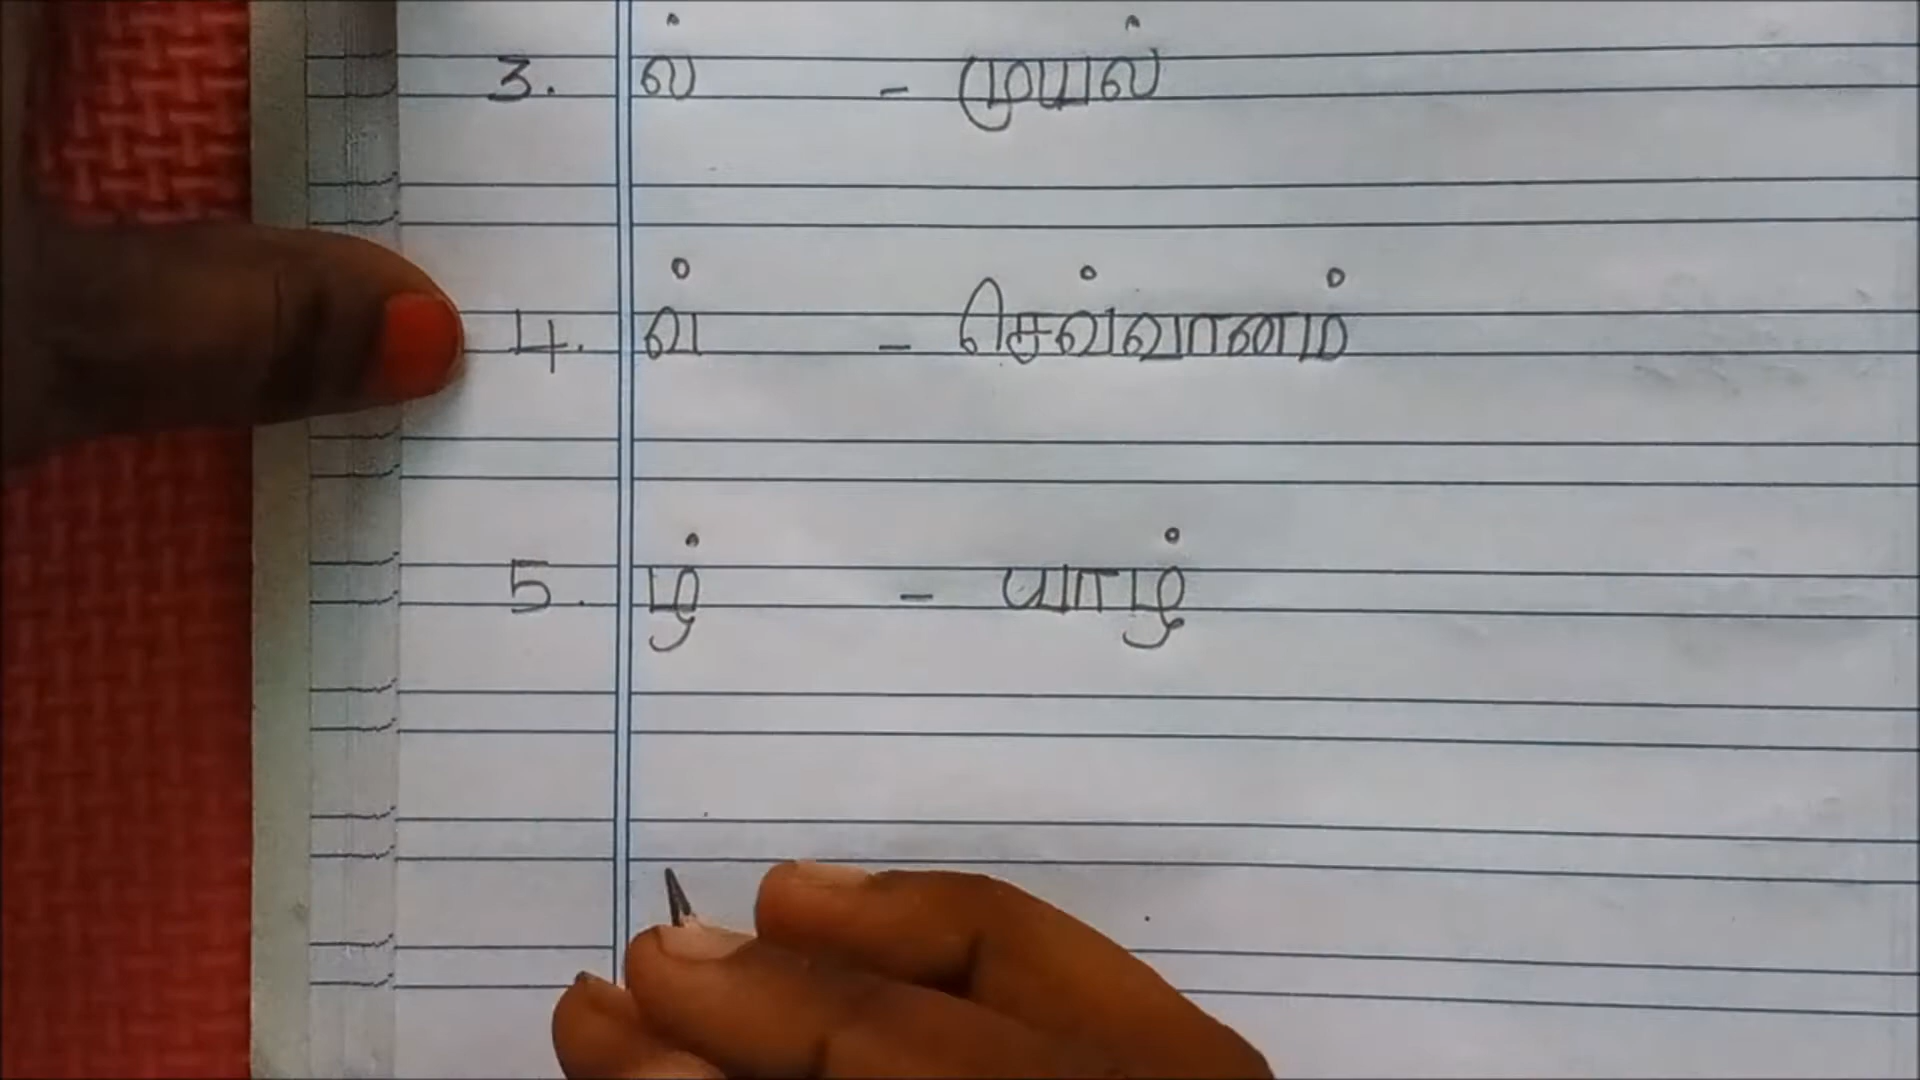 3. ல் - முயல்
4. வ் - செவ்வானம்
5. ழ் - யாழ்